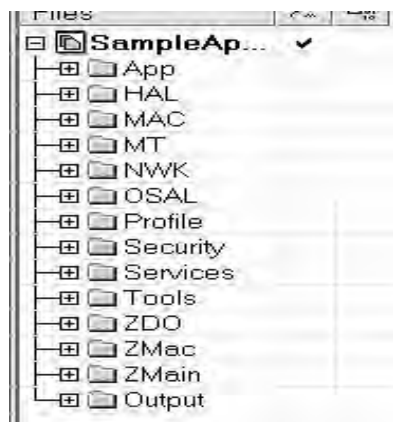 Files
SampleAp...
App
HAL
MAC
MT
NWK
OSAL
Profile
Security
Services
Tools
ZDO
ZMac
ZMain
Output